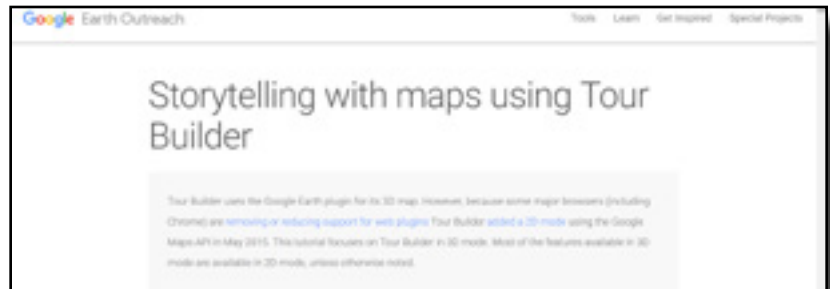 Google Earth Outreach
Tools Learn Get Inspired Special Projects
Storytelling with maps using Tour
Builder
Tour Builder uses the Google Earth plugin for its 3D map. However, because some major browsers (including
Chrome) are removing or reducing support for web plugins Tour Builder added a 2D mode using the Google
Maps API in May 2015. This tutorial focuses on Tour Builder in 3D mode. Most of the features available in 3D
mode are available in 2D mode, unless otherwise noted.